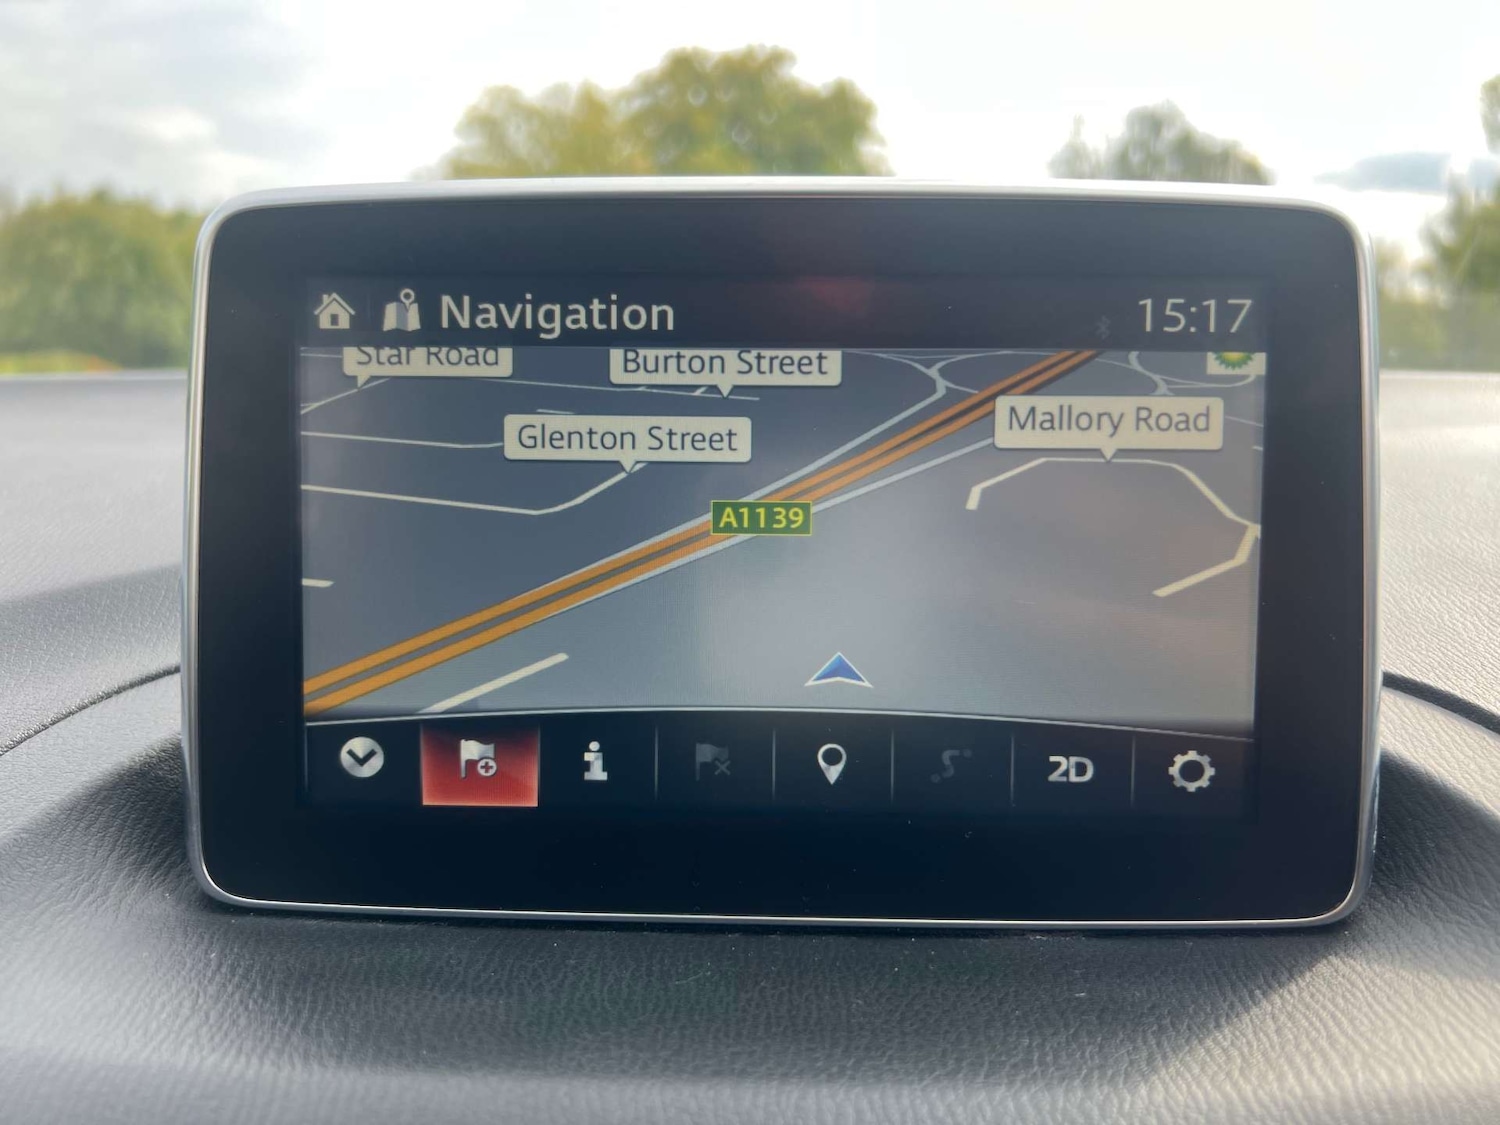 Navigation
15:17
Star Road
Burton Street
Mallory Road
Glenton Street
A1139
2D